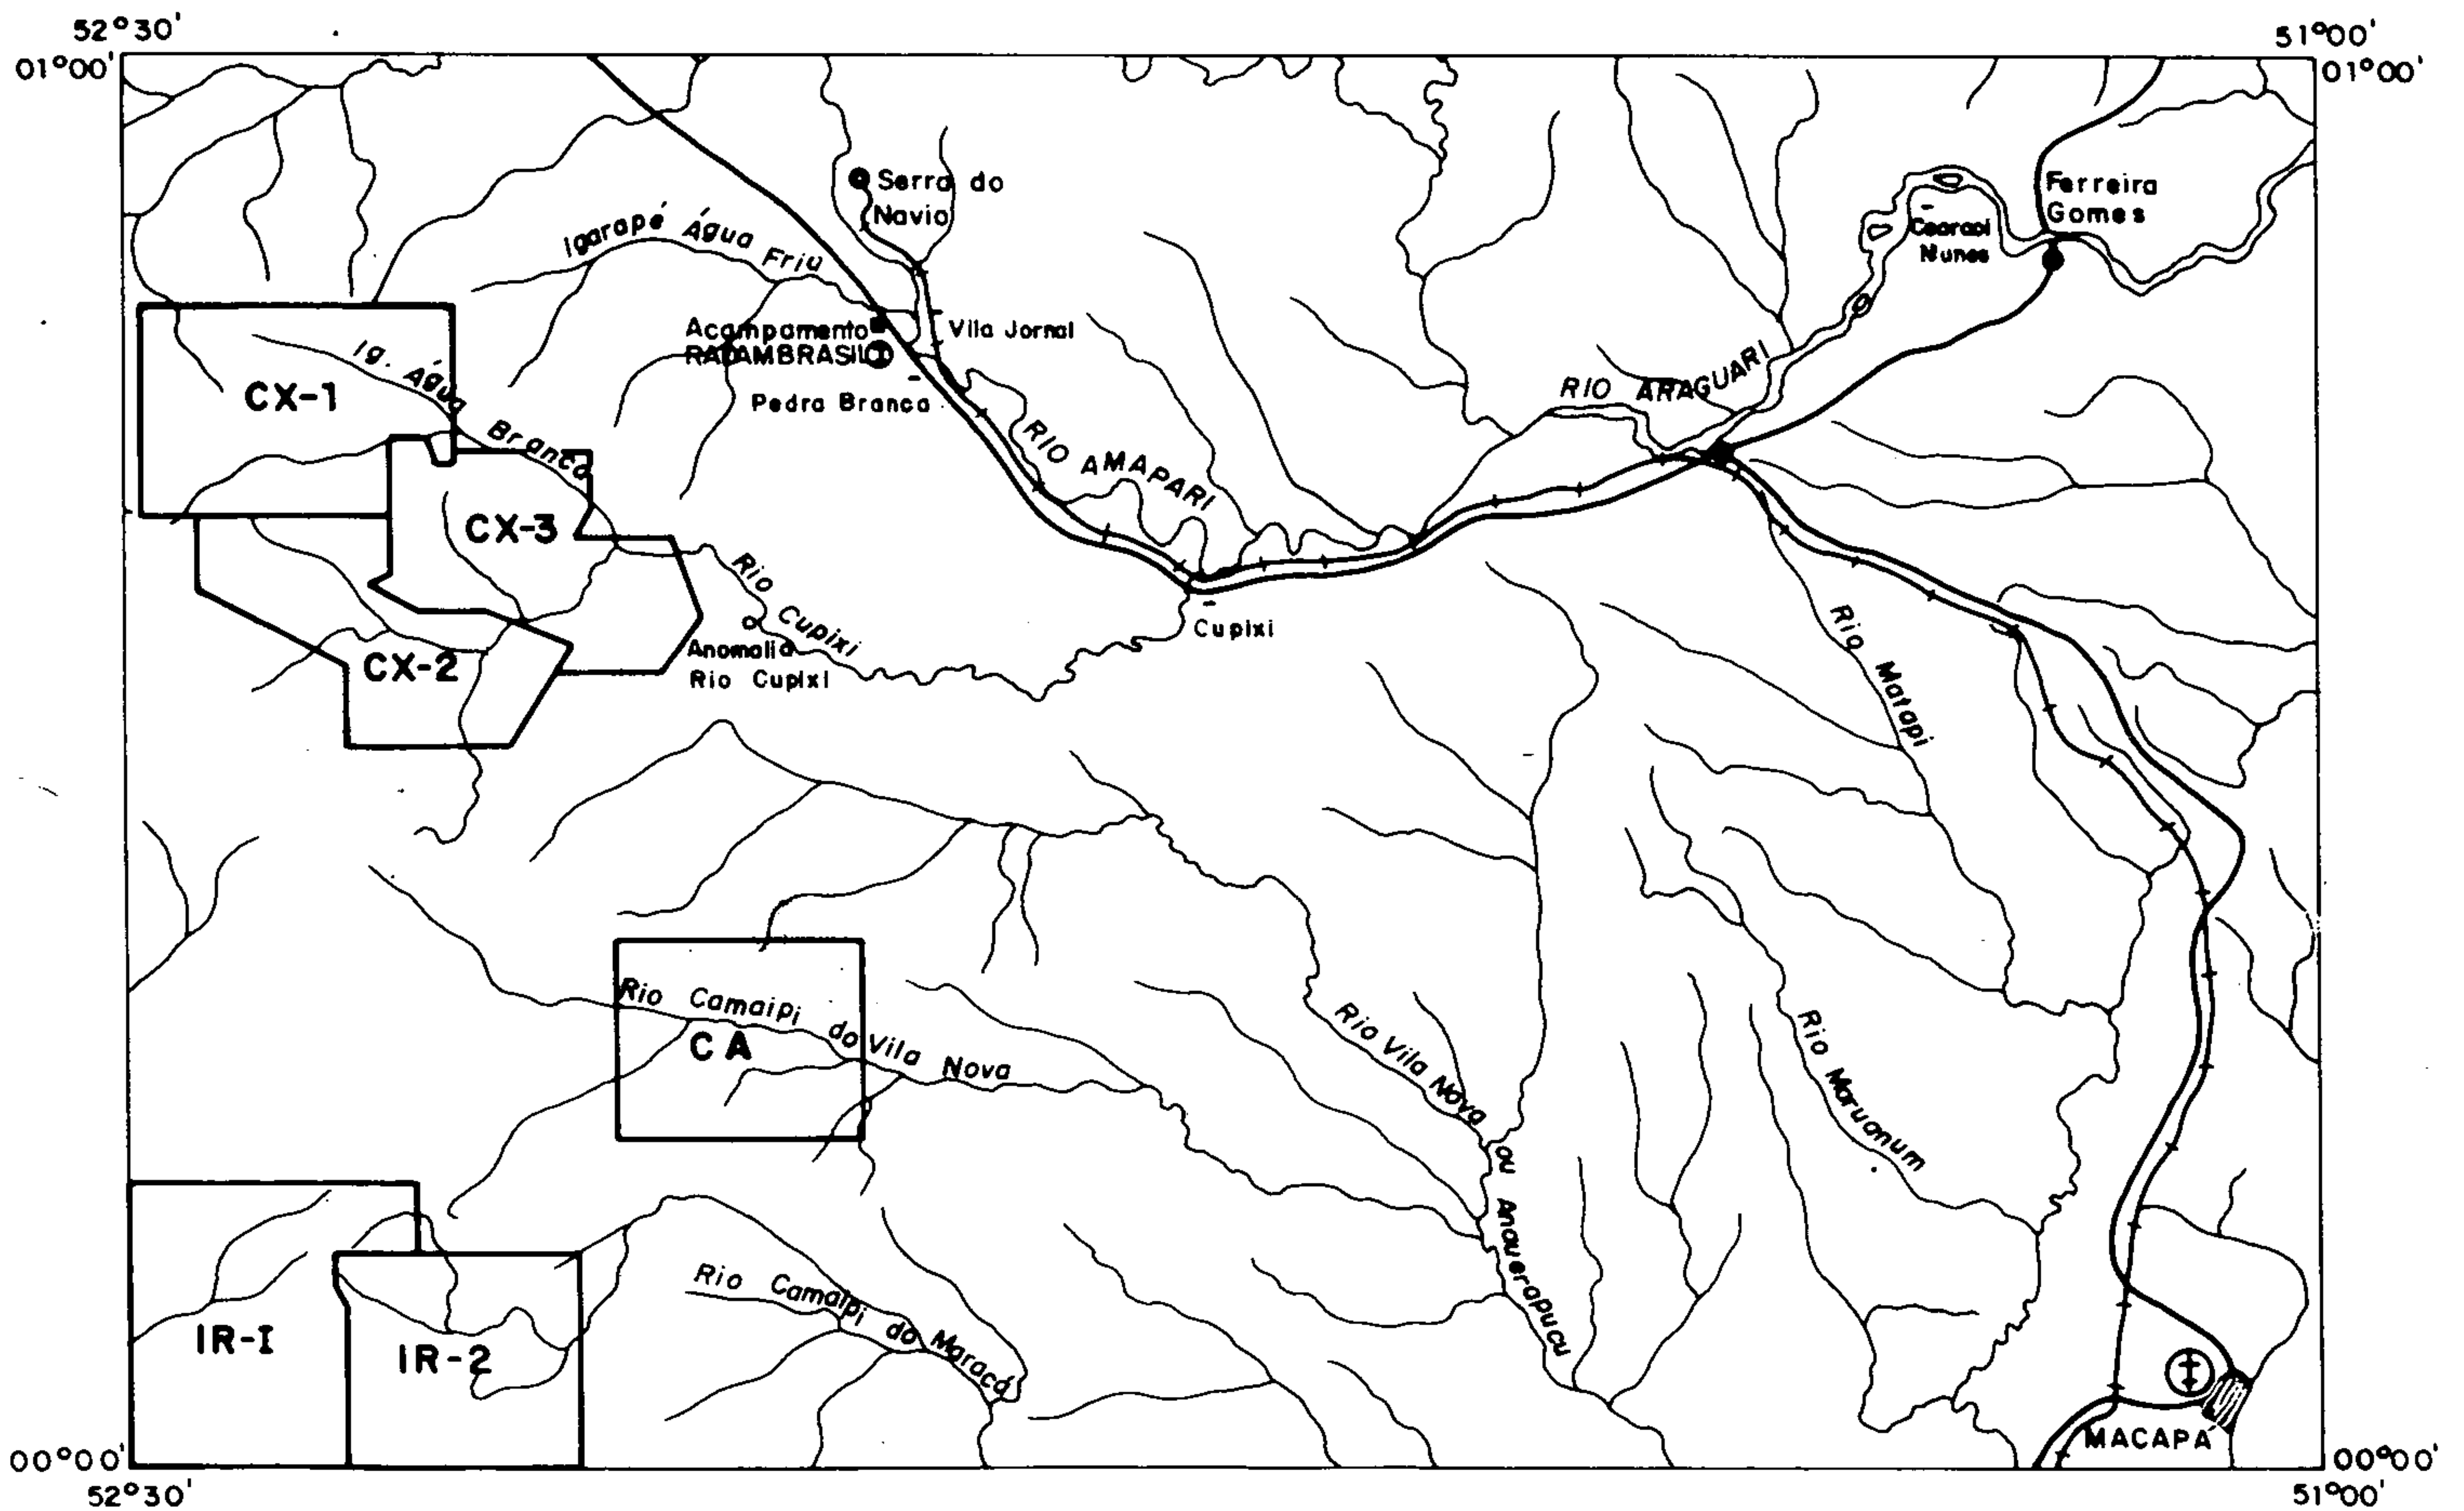 52°30'
51°00'
01°00'
01°00'
Serra do
Navio
Ferreira
Gomes
Coaraci
Nunes
Igarapé Água Fria
Acampamento
RADAMBRASIL
Vila Jornal
Pedra Branca
CX-1
Ig. Água Branca
RIO ARAGUARI
RIO AMAPARI
CX-3
Rio Cupixi
Cupixi
Anomalia
Rio Cupixi
CX-2
Rio Matapi
Rio Camaipi do Vila Nova
CA
Rio Vila Nova ou Anauerapucu
Rio Maruanum
Rio Camaipi do Maracá
IR-I
IR-2
MACAPÁ
00°00'
00°00'
52°30'
51°00'